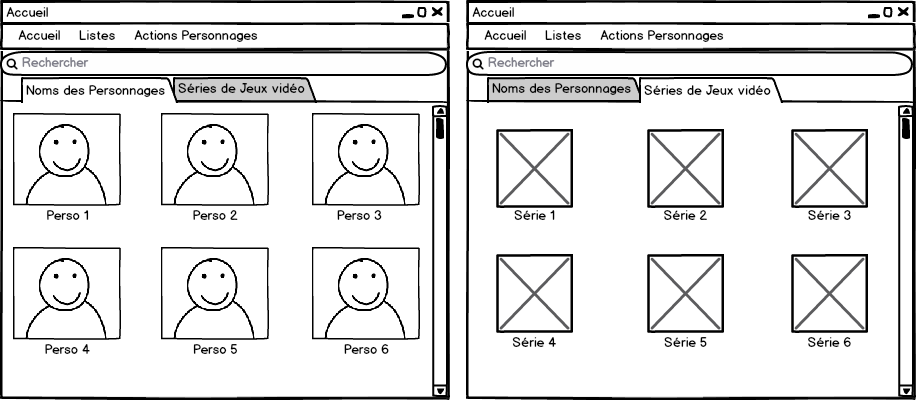 Accueil
Accueil Listes Actions Personnages
Rechercher
Noms des Personnages Séries de Jeux vidéo
Perso 1 Perso 2 Perso 3
Perso 4 Perso 5 Perso 6
Accueil
Accueil Listes Actions Personnages
Rechercher
Noms des Personnages Séries de Jeux vidéo
Série 1 Série 2 Série 3
Série 4 Série 5 Série 6